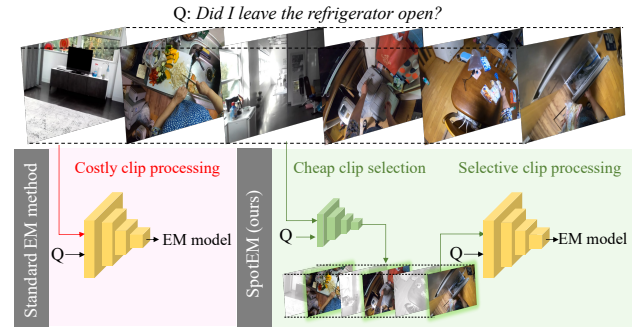 Q: Did I leave the refrigerator open?
Standard EM method
Costly clip processing
Q
EM model
SpotEM (ours)
Cheap clip selection
Q
Selective clip processing
Q
EM model